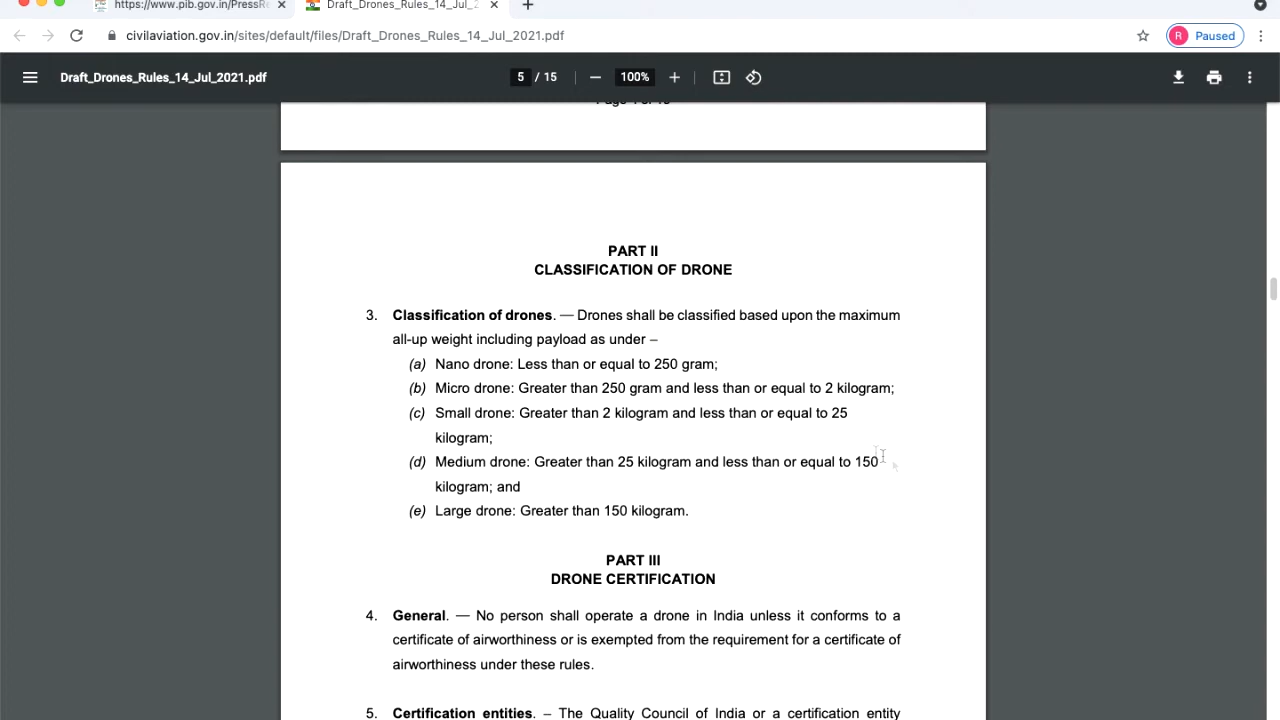 https://www.pib.gov.in/PressRe
Draft_Drones_Rules_14_Jul_2
civilaviation.gov.in/sites/default/files/Draft_Drones_Rules_14_Jul_2021.pdf
R Paused
Draft_Drones_Rules_14_Jul_2021.pdf
5 / 15
100%
PART II
CLASSIFICATION OF DRONE
3. Classification of drones. — Drones shall be classified based upon the maximum
all-up weight including payload as under –
(a) Nano drone: Less than or equal to 250 gram;
(b) Micro drone: Greater than 250 gram and less than or equal to 2 kilogram;
(c) Small drone: Greater than 2 kilogram and less than or equal to 25
kilogram;
(d) Medium drone: Greater than 25 kilogram and less than or equal to 150
kilogram; and
(e) Large drone: Greater than 150 kilogram.
PART III
DRONE CERTIFICATION
4. General. — No person shall operate a drone in India unless it conforms to a
certificate of airworthiness or is exempted from the requirement for a certificate of
airworthiness under these rules.
5. Certification entities. – The Quality Council of India or a certification entity